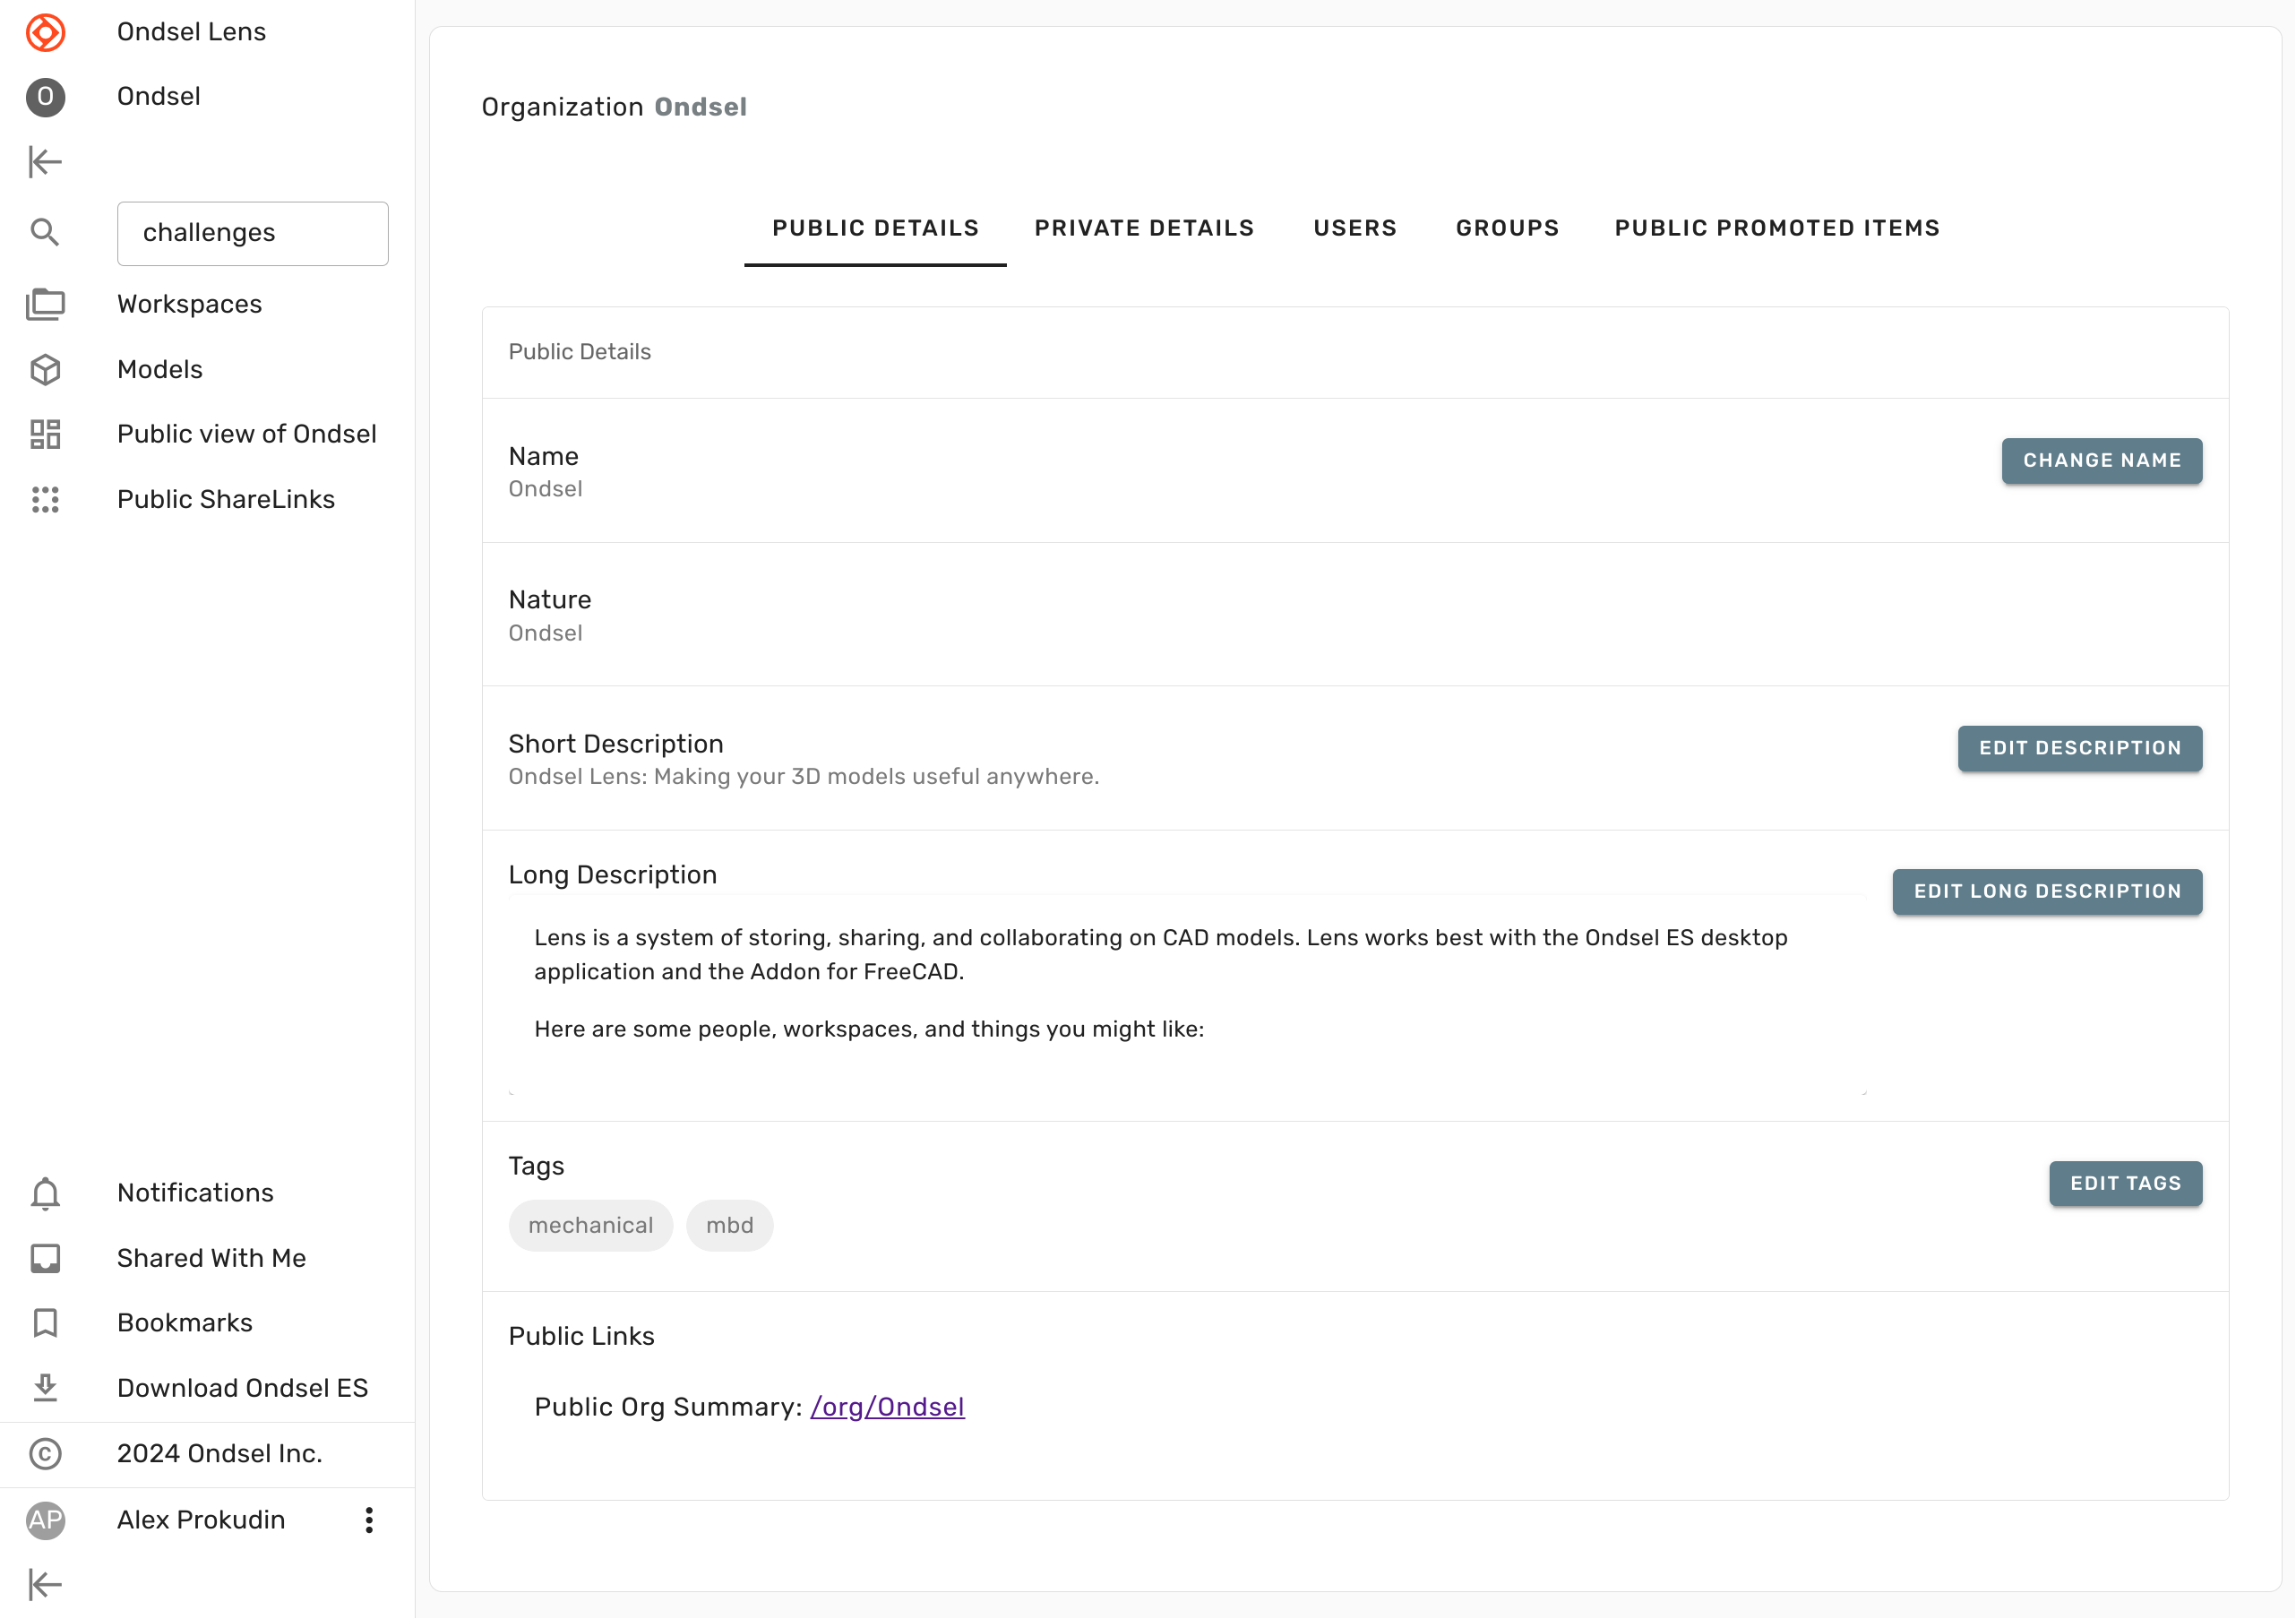 Ondsel Lens
O
Ondsel
challenges
Workspaces
Models
Public view of Ondsel
Public ShareLinks
Notifications
Shared With Me
Bookmarks
Download Ondsel ES
© 2024 Ondsel Inc.
AP
Alex Prokudin
Organization Ondsel
PUBLIC DETAILS PRIVATE DETAILS USERS GROUPS PUBLIC PROMOTED ITEMS
Public Details
Name
Ondsel
CHANGE NAME
Nature
Ondsel
Short Description
Ondsel Lens: Making your 3D models useful anywhere.
EDIT DESCRIPTION
Long Description
EDIT LONG DESCRIPTION
Lens is a system of storing, sharing, and collaborating on CAD models. Lens works best with the Ondsel ES desktop
application and the Addon for FreeCAD.
Here are some people, workspaces, and things you might like:
Tags
EDIT TAGS
mechanical mbd
Public Links
Public Org Summary: /org/Ondsel